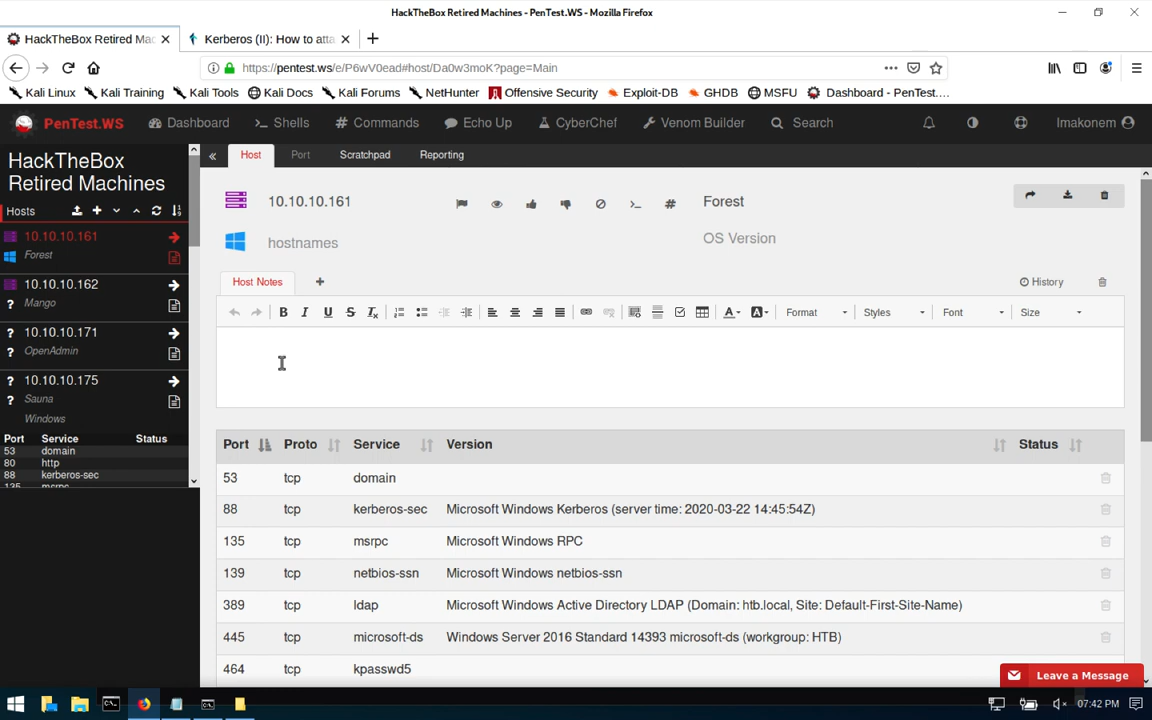 HackTheBox Retired Machines - PenTest.WS - Mozilla Firefox
HackTheBox Retired Mac
Kerberos (II): How to atta
https://pentest.ws/e/P6wV0ead#host/Da0w3moK?page=Main
Kali Linux
Kali Training
Kali Tools
Kali Docs
Kali Forums
NetHunter
Offensive Security
Exploit-DB
GHDB
MSFU
Dashboard - PenTest....
PenTest.WS
Dashboard
Shells
Commands
Echo Up
CyberChef
Venom Builder
Search
Imakonem
HackTheBox
Retired Machines
Hosts
10.10.10.161
Forest
10.10.10.162
Mango
10.10.10.171
OpenAdmin
10.10.10.175
Sauna
Windows
Port Service Status
53 domain
80 http
88 kerberos-sec
135 msrpc
Host
Port
Scratchpad
Reporting
10.10.10.161
Forest
hostnames
OS Version
Host Notes
History
Format
Styles
Font
Size
Port Proto Service Version Status
53 tcp domain
88 tcp kerberos-sec Microsoft Windows Kerberos (server time: 2020-03-22 14:45:54Z)
135 tcp msrpc Microsoft Windows RPC
139 tcp netbios-ssn Microsoft Windows netbios-ssn
389 tcp ldap Microsoft Windows Active Directory LDAP (Domain: htb.local, Site: Default-First-Site-Name)
445 tcp microsoft-ds Windows Server 2016 Standard 14393 microsoft-ds (workgroup: HTB)
464 tcp kpasswd5
Leave a Message
07:42 PM